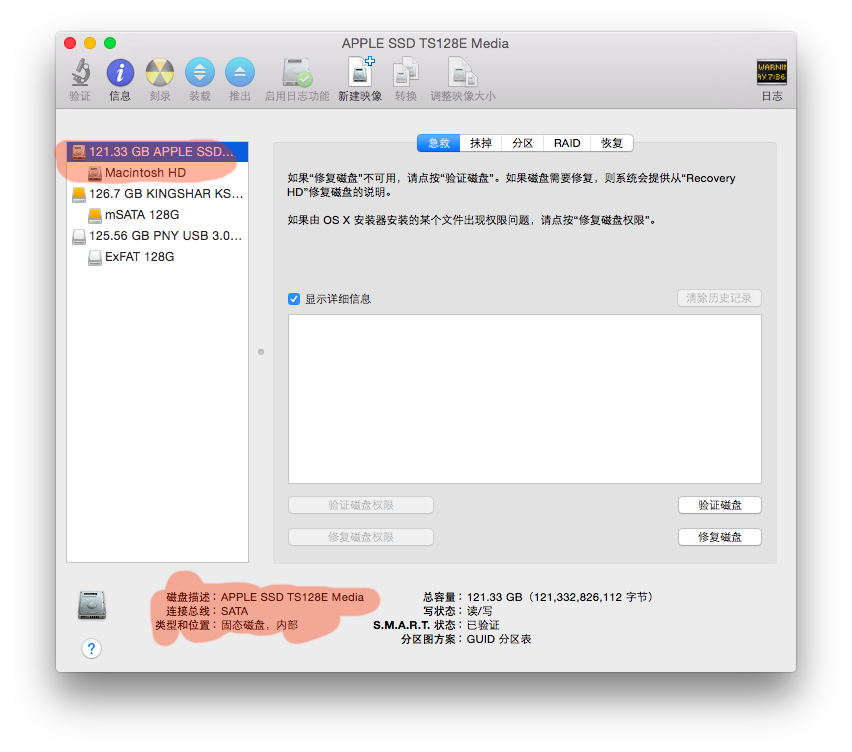 APPLE SSD TS128E Media
验证 信息 刻录 装载 推出 启用日志功能 新建映像 转换 调整映像大小 日志
WARNIN
AY 7:36
急救 抹掉 分区 RAID 恢复
121.33 GB APPLE SSD...
Macintosh HD
126.7 GB KINGSHAR KS...
mSATA 128G
125.56 GB PNY USB 3.0...
ExFAT 128G
如果“修复磁盘”不可用，请点按“验证磁盘”。如果磁盘需要修复，则系统会提供从“Recovery
HD”修复磁盘的说明。
如果由 OS X 安装器安装的某个文件出现权限问题，请点按“修复磁盘权限”。
显示详细信息 清除历史记录
验证磁盘权限 验证磁盘
修复磁盘权限 修复磁盘
磁盘描述：APPLE SSD TS128E Media
连接总线：SATA
类型和位置：固态磁盘，内部
总容量：121.33 GB（121,332,826,112 字节）
写状态：读/写
S.M.A.R.T. 状态：已验证
分区图方案：GUID 分区表
?